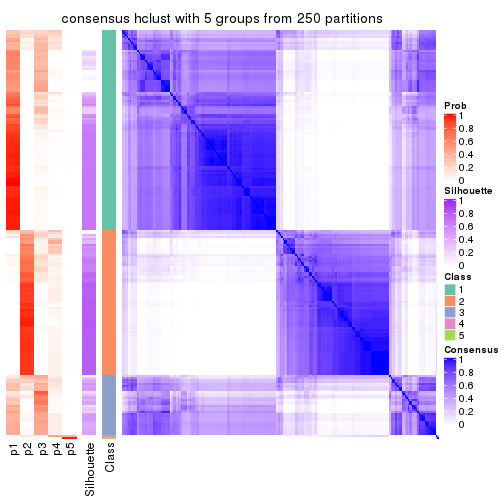 consensus hclust with 5 groups from 250 partitions
Prob
1
0.8
0.6
0.4
0.2
0
Silhouette
1
0.8
0.6
0.4
0.2
0
Class
1
2
3
4
5
Consensus
1
0.8
0.6
0.4
0.2
0
p1
p2
p3
p4
p5
Silhouette
Class